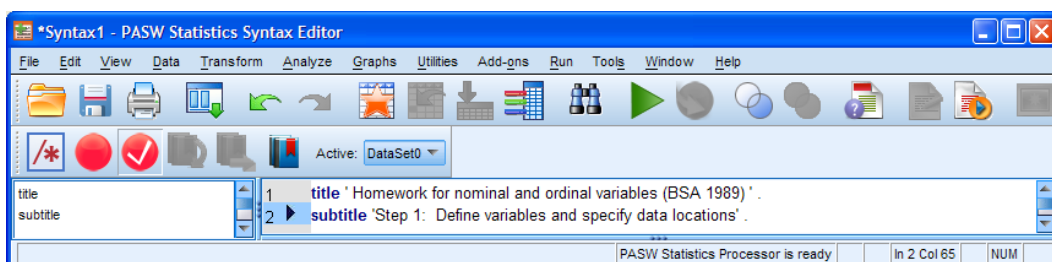 *Syntax1 - PASW Statistics Syntax Editor
File Edit View Data Transform Analyze Graphs Utilities Add-ons Run Tools Window Help
/* Active: DataSet0
title
subtitle
1 title ' Homework for nominal and ordinal variables (BSA 1989) ' .
2 subtitle 'Step 1: Define variables and specify data locations' .
PASW Statistics Processor is ready In 2 Col 65 NUM